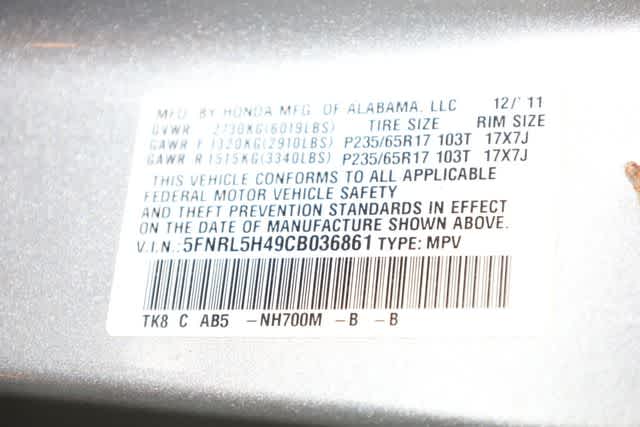 MFD. BY HONDA MFG. OF ALABAMA, LLC 12/'11
GVWR 2730KG(6019LBS) TIRE SIZE RIM SIZE
GAWR F 1320KG(2910LBS) P235/65R17 103T 17X7J
GAWR R 1515KG(3340LBS) P235/65R17 103T 17X7J
THIS VEHICLE CONFORMS TO ALL APPLICABLE
FEDERAL MOTOR VEHICLE SAFETY
AND THEFT PREVENTION STANDARDS IN EFFECT
ON THE DATE OF MANUFACTURE SHOWN ABOVE.
V.I.N.: 5FNRL5H49CB036861 TYPE: MPV
TK8 C AB5 -NH700M -B -B